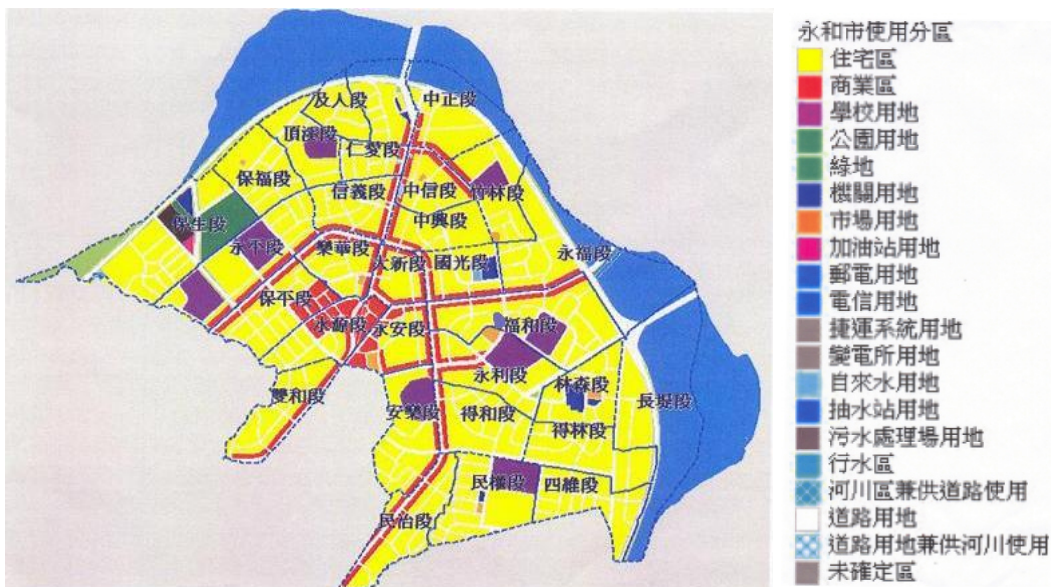 及人段
中正段
頂溪段
仁愛段
保福段
信義段
中信段
竹林段
保生段
中興段
永平段
樂華段
大新段
國光段
永福段
保平段
水源段
永安段
福和段
永利段
林森段
長堤段
雙和段
安樂段
得和段
得林段
民權段
四維段
民治段
永和市使用分區
住宅區
商業區
學校用地
公園用地
綠地
機關用地
市場用地
加油站用地
郵電用地
電信用地
捷運系統用地
變電所用地
自來水用地
抽水站用地
污水處理場用地
行水區
河川區兼供道路使用
道路用地
道路用地兼供河川使用
未確定區